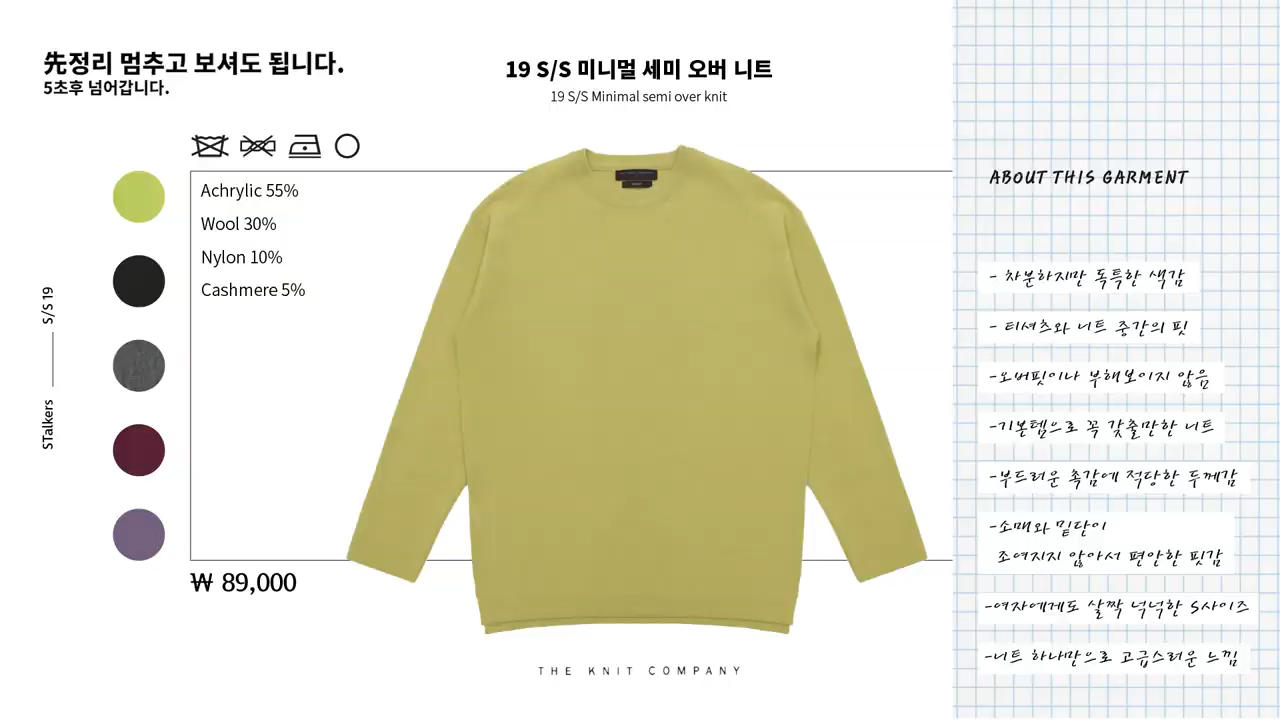 先정리 멈추고 보셔도 됩니다.
5초후 넘어갑니다.
19 S/S 미니멀 세미 오버 니트
19 S/S Minimal semi over knit
Achrylic 55%
Wool 30%
Nylon 10%
Cashmere 5%
STalkers
S/S 19
₩ 89,000
THE KNIT COMPANY
ABOUT THIS GARMENT
- 차분하지만 독특한 색감
- 티셔츠와 니트 중간의 핏
-오버핏이나 부해보이지 않음
-기본템으로 꼭 갖출만한 니트
-부드러운 촉감에 적당한 두께감
-소매와 밑단이
조여지지 않아서 편안한 핏감
-여자에게도 살짝 넉넉한 S사이즈
-니트 하나만으로 고급스러운 느낌